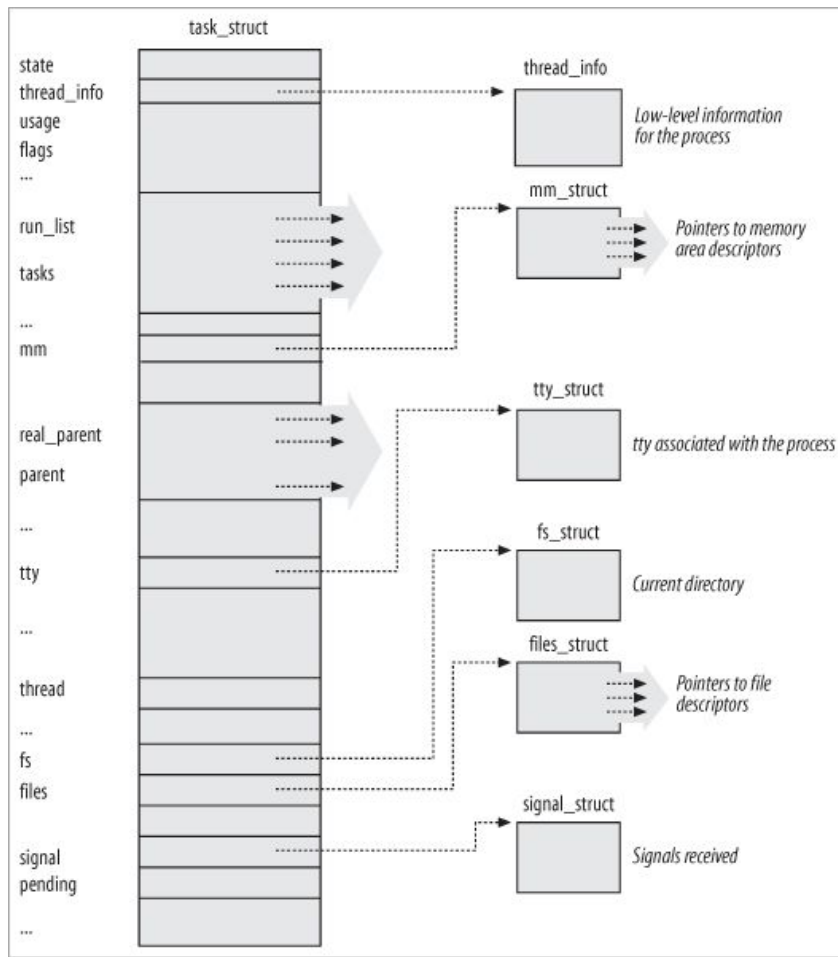 task_struct
state
thread_info
usage
flags
...
run_list
tasks
...
mm
real_parent
parent
...
tty
...
thread
...
fs
files
signal
pending
...
thread_info
Low-level information
for the process
mm_struct
Pointers to memory
area descriptors
tty_struct
tty associated with the process
fs_struct
Current directory
files_struct
Pointers to file
descriptors
signal_struct
Signals received